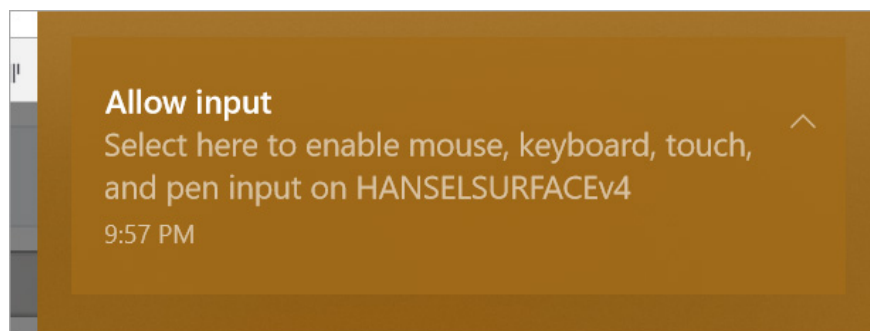 Allow input
Select here to enable mouse, keyboard, touch,
and pen input on HANSELSURFACEv4
9:57 PM